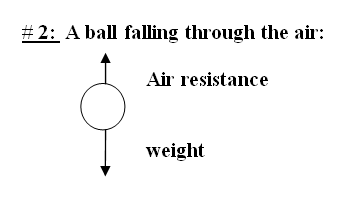 # 2: A ball falling through the air:
Air resistance
weight